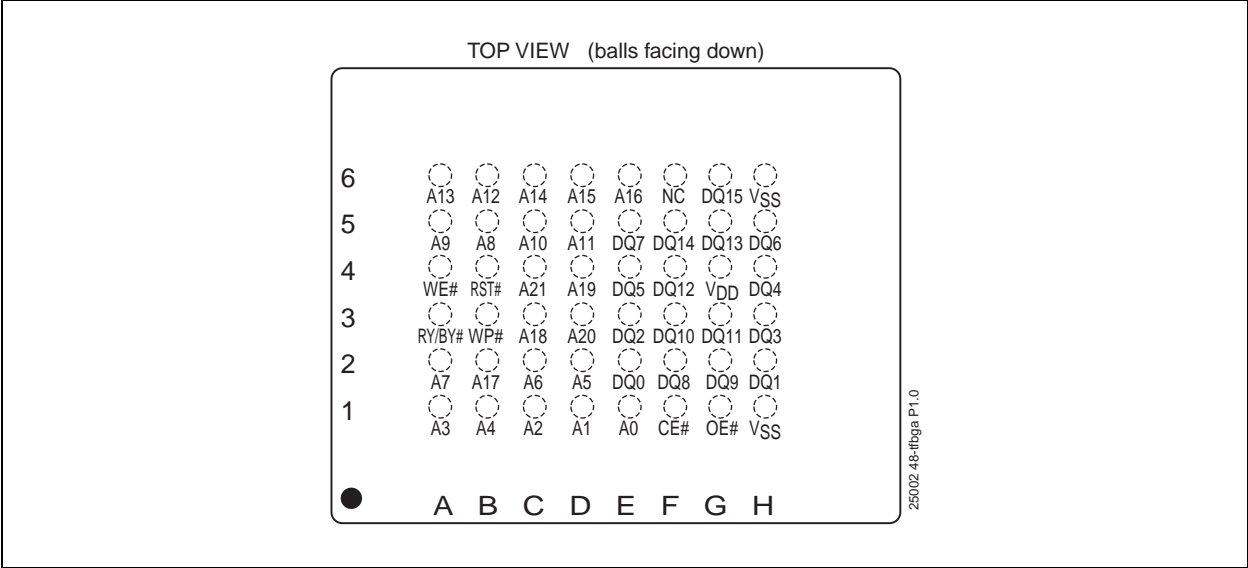 TOP VIEW (balls facing down)
6
A13 A12 A14 A15 A16 NC DQ15 VSS
5
A9 A8 A10 A11 DQ7 DQ14 DQ13 DQ6
4
WE# RST# A21 A19 DQ5 DQ12 VDD DQ4
3
RY/BY# WP# A18 A20 DQ2 DQ10 DQ11 DQ3
2
A7 A17 A6 A5 DQ0 DQ8 DQ9 DQ1
1
A3 A4 A2 A1 A0 CE# OE# VSS
A B C D E F G H
25002 48-tfbga P1.0